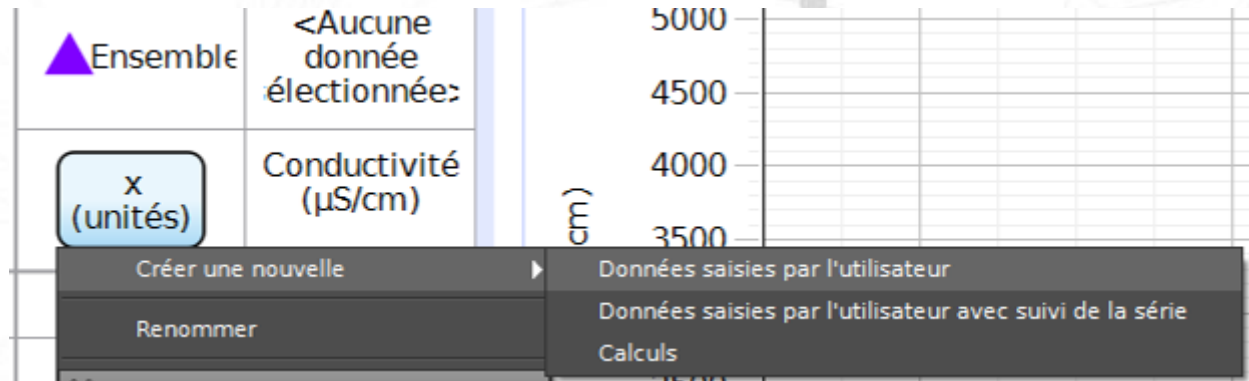 Ensemble
<Aucune
donnée
électionnée>
x
(unités)
Conductivité
(µS/cm)
cm)
5000
4500
4000
3500
Créer une nouvelle
Renommer
Données saisies par l'utilisateur
Données saisies par l'utilisateur avec suivi de la série
Calculs